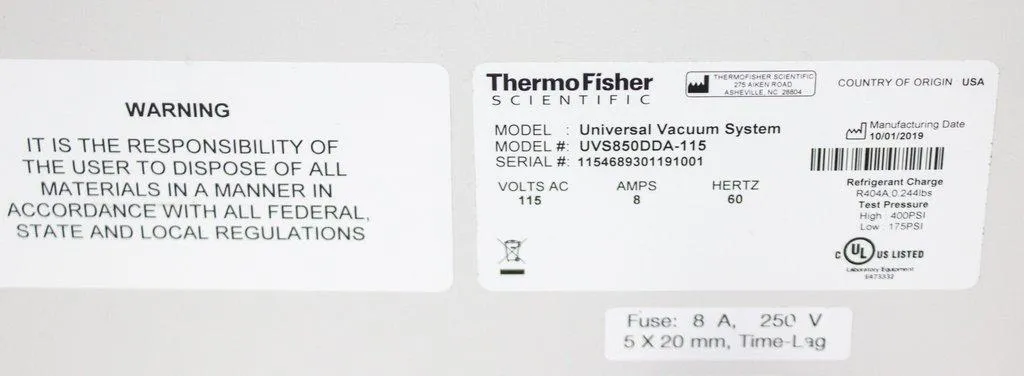 WARNING
IT IS THE RESPONSIBILITY OF
THE USER TO DISPOSE OF ALL
MATERIALS IN A MANNER IN
ACCORDANCE WITH ALL FEDERAL,
STATE AND LOCAL REGULATIONS
ThermoFisher
SCIENTIFIC
THERMOFISHER SCIENTIFIC
275 AIKEN ROAD
ASHEVILLE, NC 28804
COUNTRY OF ORIGIN USA
MODEL : Universal Vacuum System
MODEL #: UVS850DDA-115
SERIAL #: 1154689301191001
VOLTS AC AMPS HERTZ
115 8 60
Manufacturing Date
10/01/2019
Refrigerant Charge
R404A,0.244lbs
Test Pressure
High : 400PSI
Low : 175PSI
C UL US LISTED
Laboratory Equipment
E473332
Fuse: 8 A, 250 V
5 X 20 mm, Time-Lag